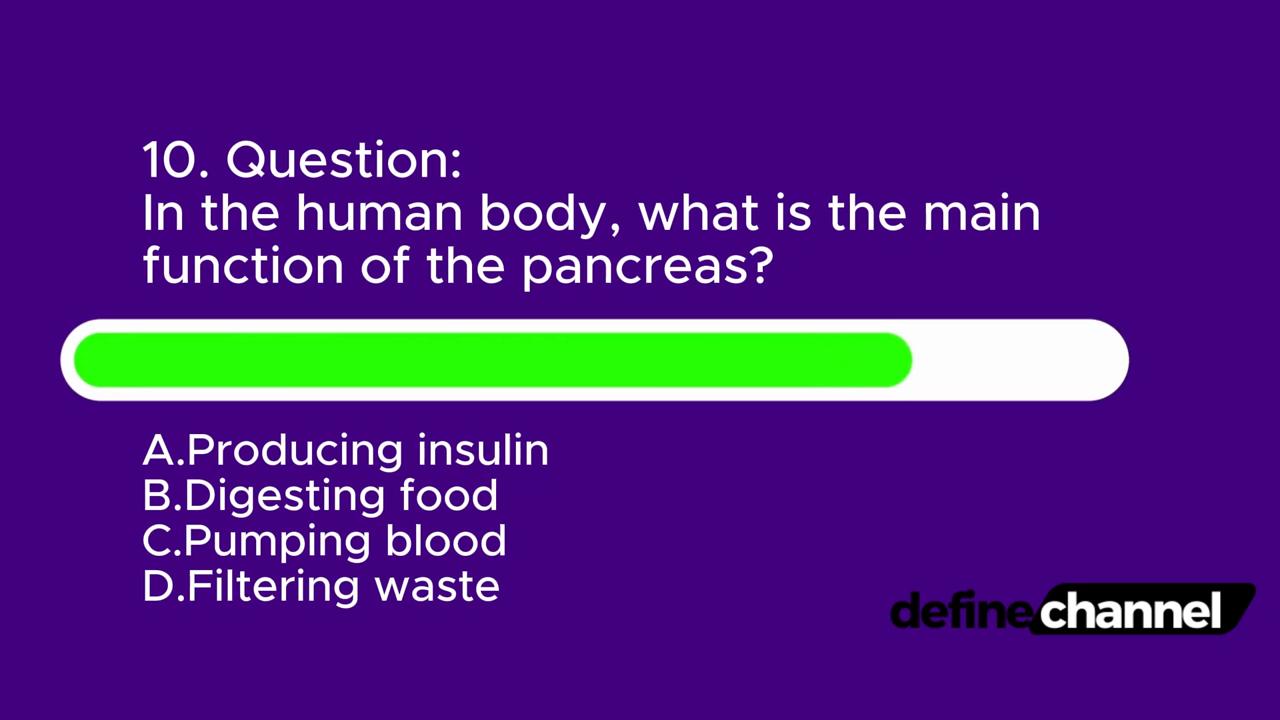 10. Question:
In the human body, what is the main
function of the pancreas?
A.Producing insulin
B.Digesting food
C.Pumping blood
D.Filtering waste
definechannel